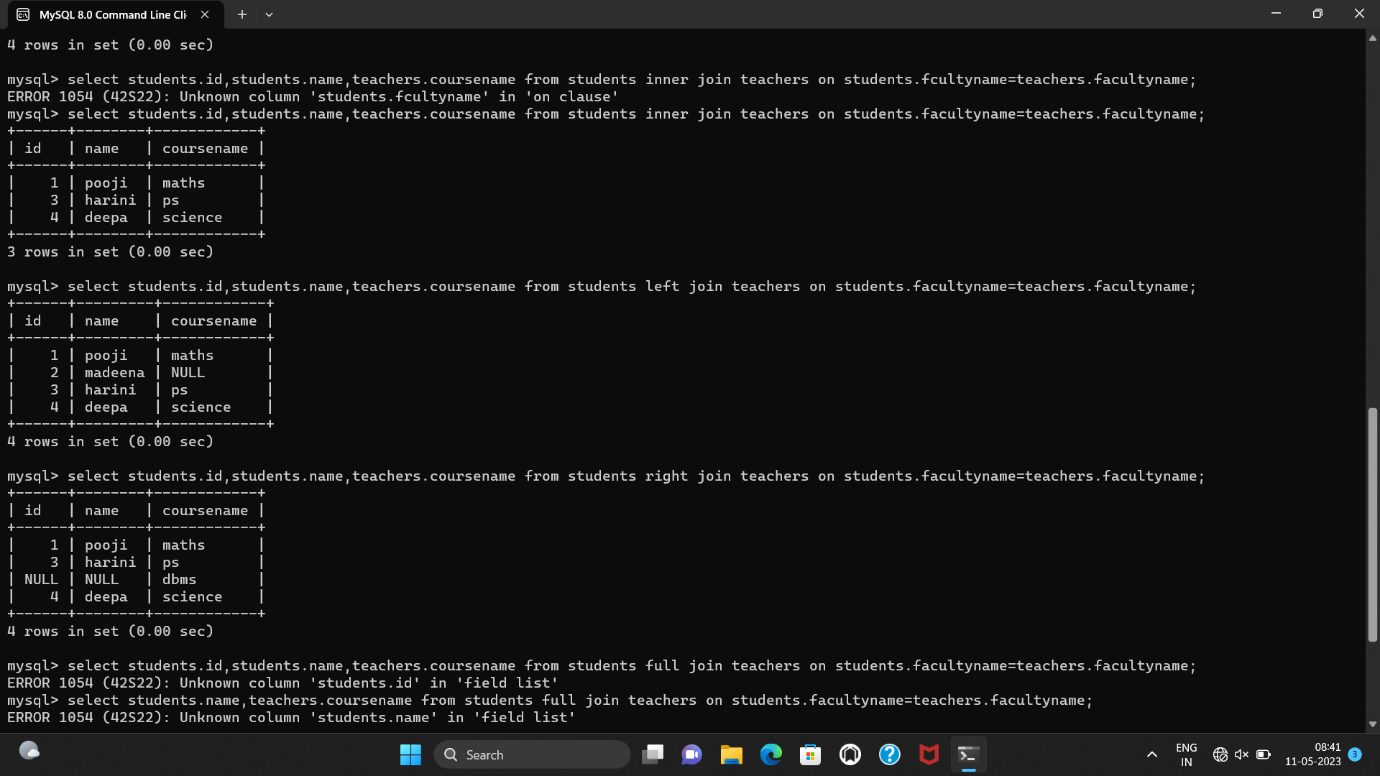 MySQL 8.0 Command Line Cli
4 rows in set (0.00 sec)
mysql> select students.id,students.name,teachers.coursename from students inner join teachers on students.fcultyname=teachers.facultyname;
ERROR 1054 (42S22): Unknown column 'students.fcultyname' in 'on clause'
mysql> select students.id,students.name,teachers.coursename from students inner join teachers on students.facultyname=teachers.facultyname;
+------+--------+------------+
| id   | name   | coursename |
+------+--------+------------+
|    1 | pooji  | maths      |
|    3 | harini | ps         |
|    4 | deepa  | science    |
+------+--------+------------+
3 rows in set (0.00 sec)
mysql> select students.id,students.name,teachers.coursename from students left join teachers on students.facultyname=teachers.facultyname;
+------+---------+------------+
| id   | name    | coursename |
+------+---------+------------+
|    1 | pooji   | maths      |
|    2 | madeena | NULL       |
|    3 | harini  | ps         |
|    4 | deepa   | science    |
+------+---------+------------+
4 rows in set (0.00 sec)
mysql> select students.id,students.name,teachers.coursename from students right join teachers on students.facultyname=teachers.facultyname;
+------+--------+------------+
| id   | name   | coursename |
+------+--------+------------+
|    1 | pooji  | maths      |
|    3 | harini | ps         |
| NULL | NULL   | dbms       |
|    4 | deepa  | science    |
+------+--------+------------+
4 rows in set (0.00 sec)
mysql> select students.id,students.name,teachers.coursename from students full join teachers on students.facultyname=teachers.facultyname;
ERROR 1054 (42S22): Unknown column 'students.id' in 'field list'
mysql> select students.name,teachers.coursename from students full join teachers on students.facultyname=teachers.facultyname;
ERROR 1054 (42S22): Unknown column 'students.name' in 'field list'
Search
ENG
IN
08:41
11-05-2023
3